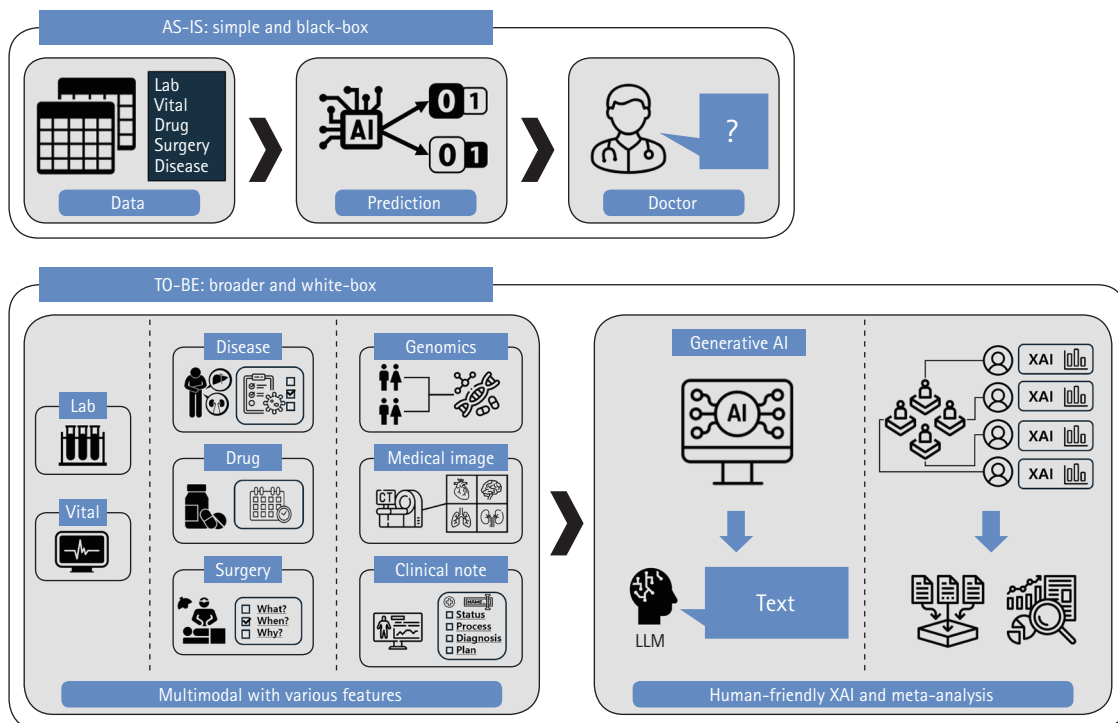 AS-IS: simple and black-box
Lab
Vital
Drug
Surgery
Disease
Data
AI
0 1
0 1
Prediction
?
Doctor
TO-BE: broader and white-box
Lab
Vital
Disease
Drug
Surgery
What?
When?
Why?
Genomics
Medical image
CT
Clinical note
NAME
Status
Process
Diagnosis
Plan
Multimodal with various features
Generative AI
AI
LLM
Text
XAI
XAI
XAI
XAI
Human-friendly XAI and meta-analysis